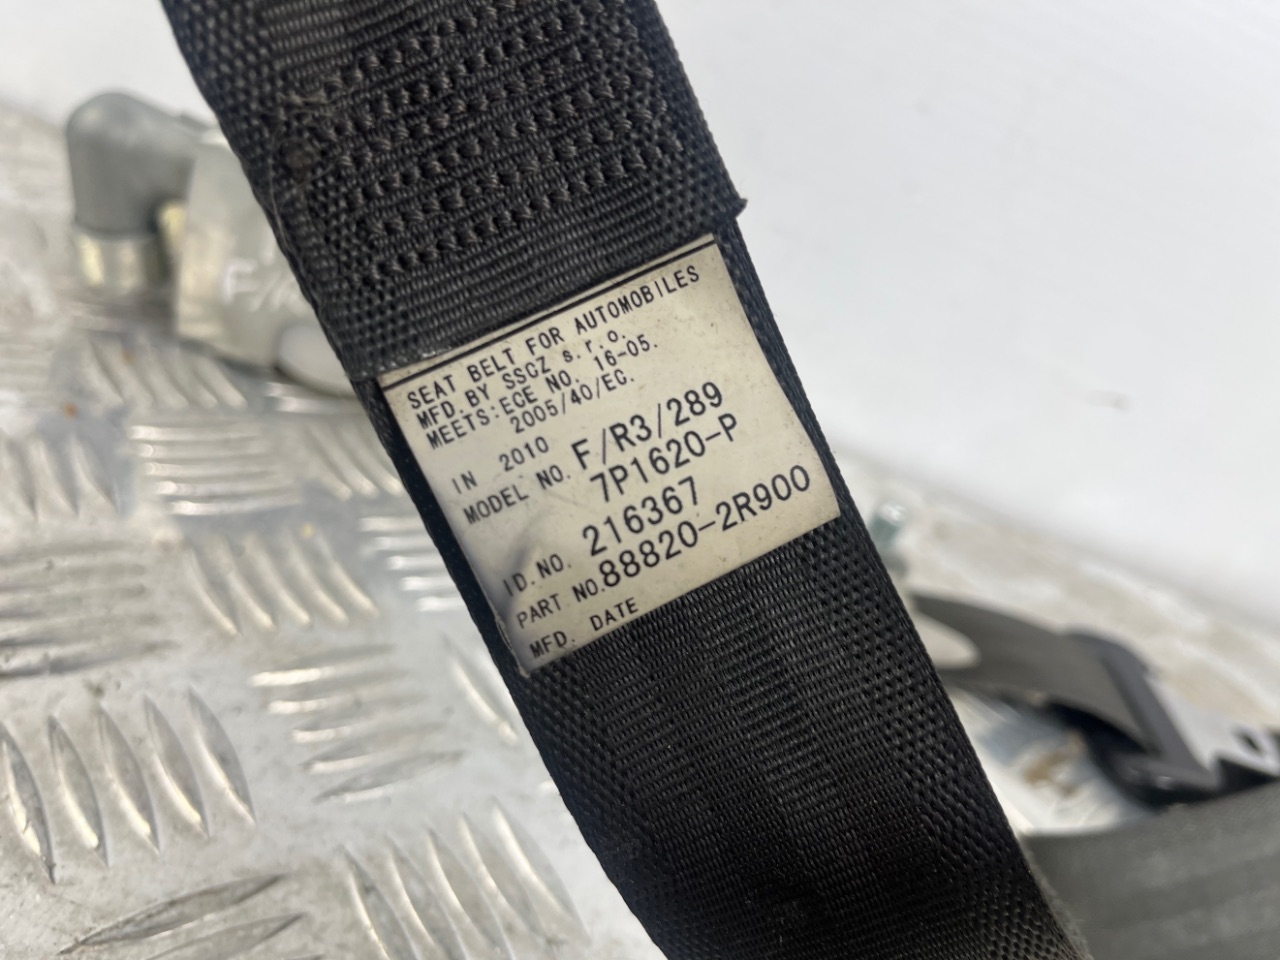 SEAT BELT FOR AUTOMOBILES
MFD.BY SSCZ s.r.o.
MEETS:ECE NO. 16-05.
2005/40/EC.
IN 2010
MODEL NO. F/R3/289
7P1620-P
ID.NO. 216367
PART NO.88820-2R900
MFD. DATE